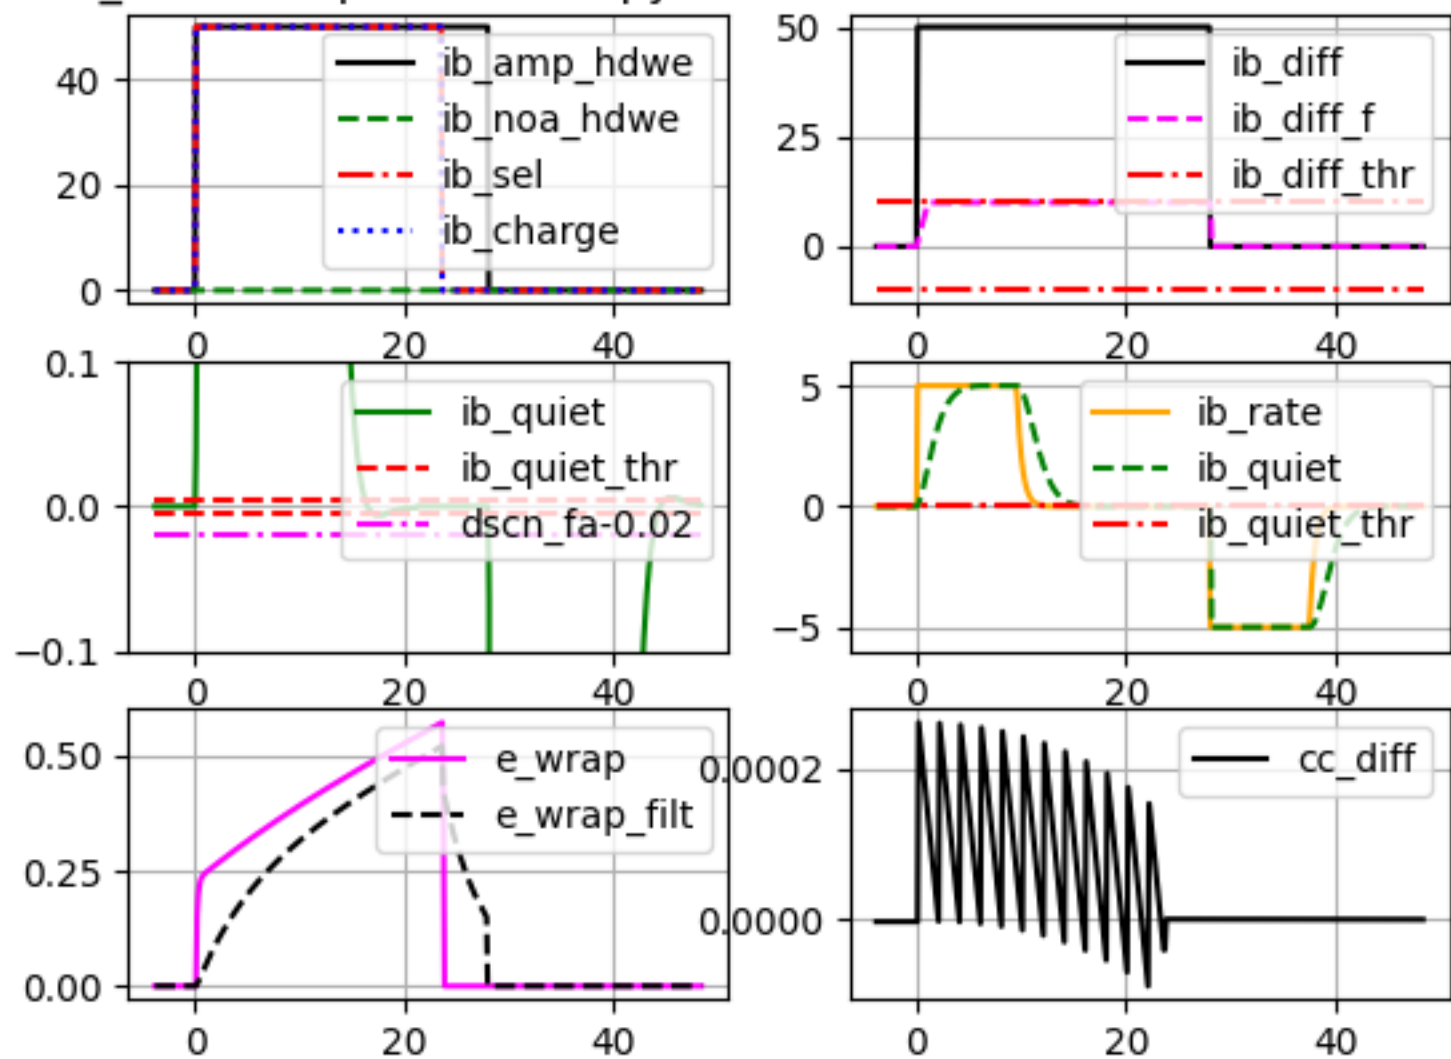 40
20
0
ib_amp_hdwe
ib_noa_hdwe
ib_sel
ib_charge
0 20 40
50
25
0
ib_diff
ib_diff_f
ib_diff_thr
0 20 40
0.1
0.0
−0.1
ib_quiet
ib_quiet_thr
dscn_fa-0.02
0 20 40
5
0
−5
ib_rate
ib_quiet
ib_quiet_thr
0 20 40
0.50
0.25
0.00
e_wrap
e_wrap_filt
0 20 40
0.0002
0.0000
cc_diff
0 20 40